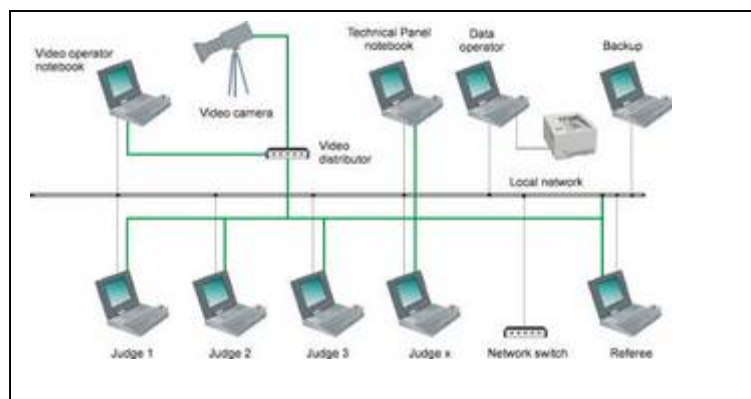 Video operator
notebook
Video camera
Technical Panel
notebook
Data
operator
Backup
Video
distributor
Local network
Judge 1
Judge 2
Judge 3
Judge x
Network switch
Referee